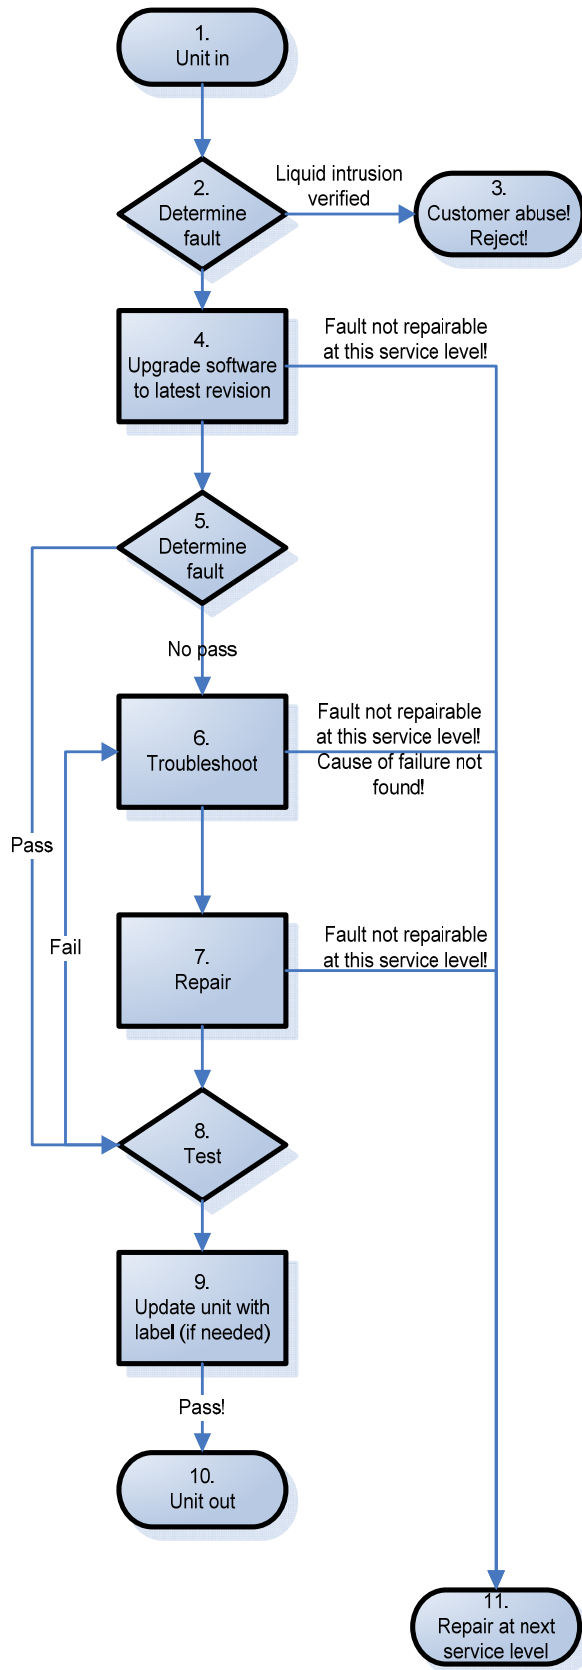 1.
Unit in
2.
Determine
fault
Liquid intrusion
verified
3.
Customer abuse!
Reject!
4.
Upgrade software
to latest revision
Fault not repairable
at this service level!
5.
Determine
fault
No pass
6.
Troubleshoot
Fault not repairable
at this service level!
Cause of failure not
found!
Pass
Fail
7.
Repair
Fault not repairable
at this service level!
8.
Test
9.
Update unit with
label (if needed)
Pass!
10.
Unit out
11.
Repair at next
service level